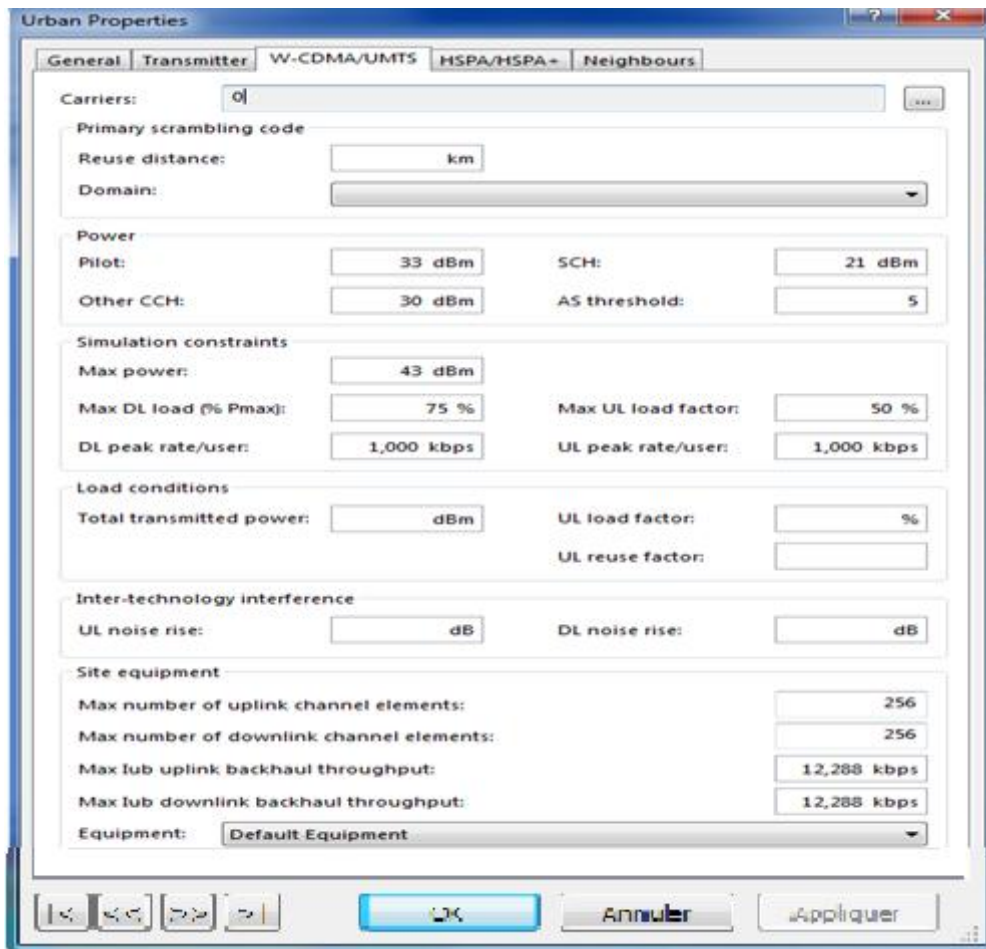 Urban Properties
General Transmitter W-CDMA/UMTS HSPA/HSPA+ Neighbours
Carriers: 0 ...
Primary scrambling code
Reuse distance: km
Domain:
Power
Pilot: 33 dBm SCH: 21 dBm
Other CCH: 30 dBm AS threshold: 5
Simulation constraints
Max power: 43 dBm
Max DL load (% Pmax): 75 % Max UL load factor: 50 %
DL peak rate/user: 1,000 kbps UL peak rate/user: 1,000 kbps
Load conditions
Total transmitted power: dBm UL load factor: %
UL reuse factor:
Inter-technology interference
UL noise rise: dB DL noise rise: dB
Site equipment
Max number of uplink channel elements: 256
Max number of downlink channel elements: 256
Max Iub uplink backhaul throughput: 12,288 kbps
Max Iub downlink backhaul throughput: 12,288 kbps
Equipment: Default Equipment
|< << >> >| OK Annuler Appliquer